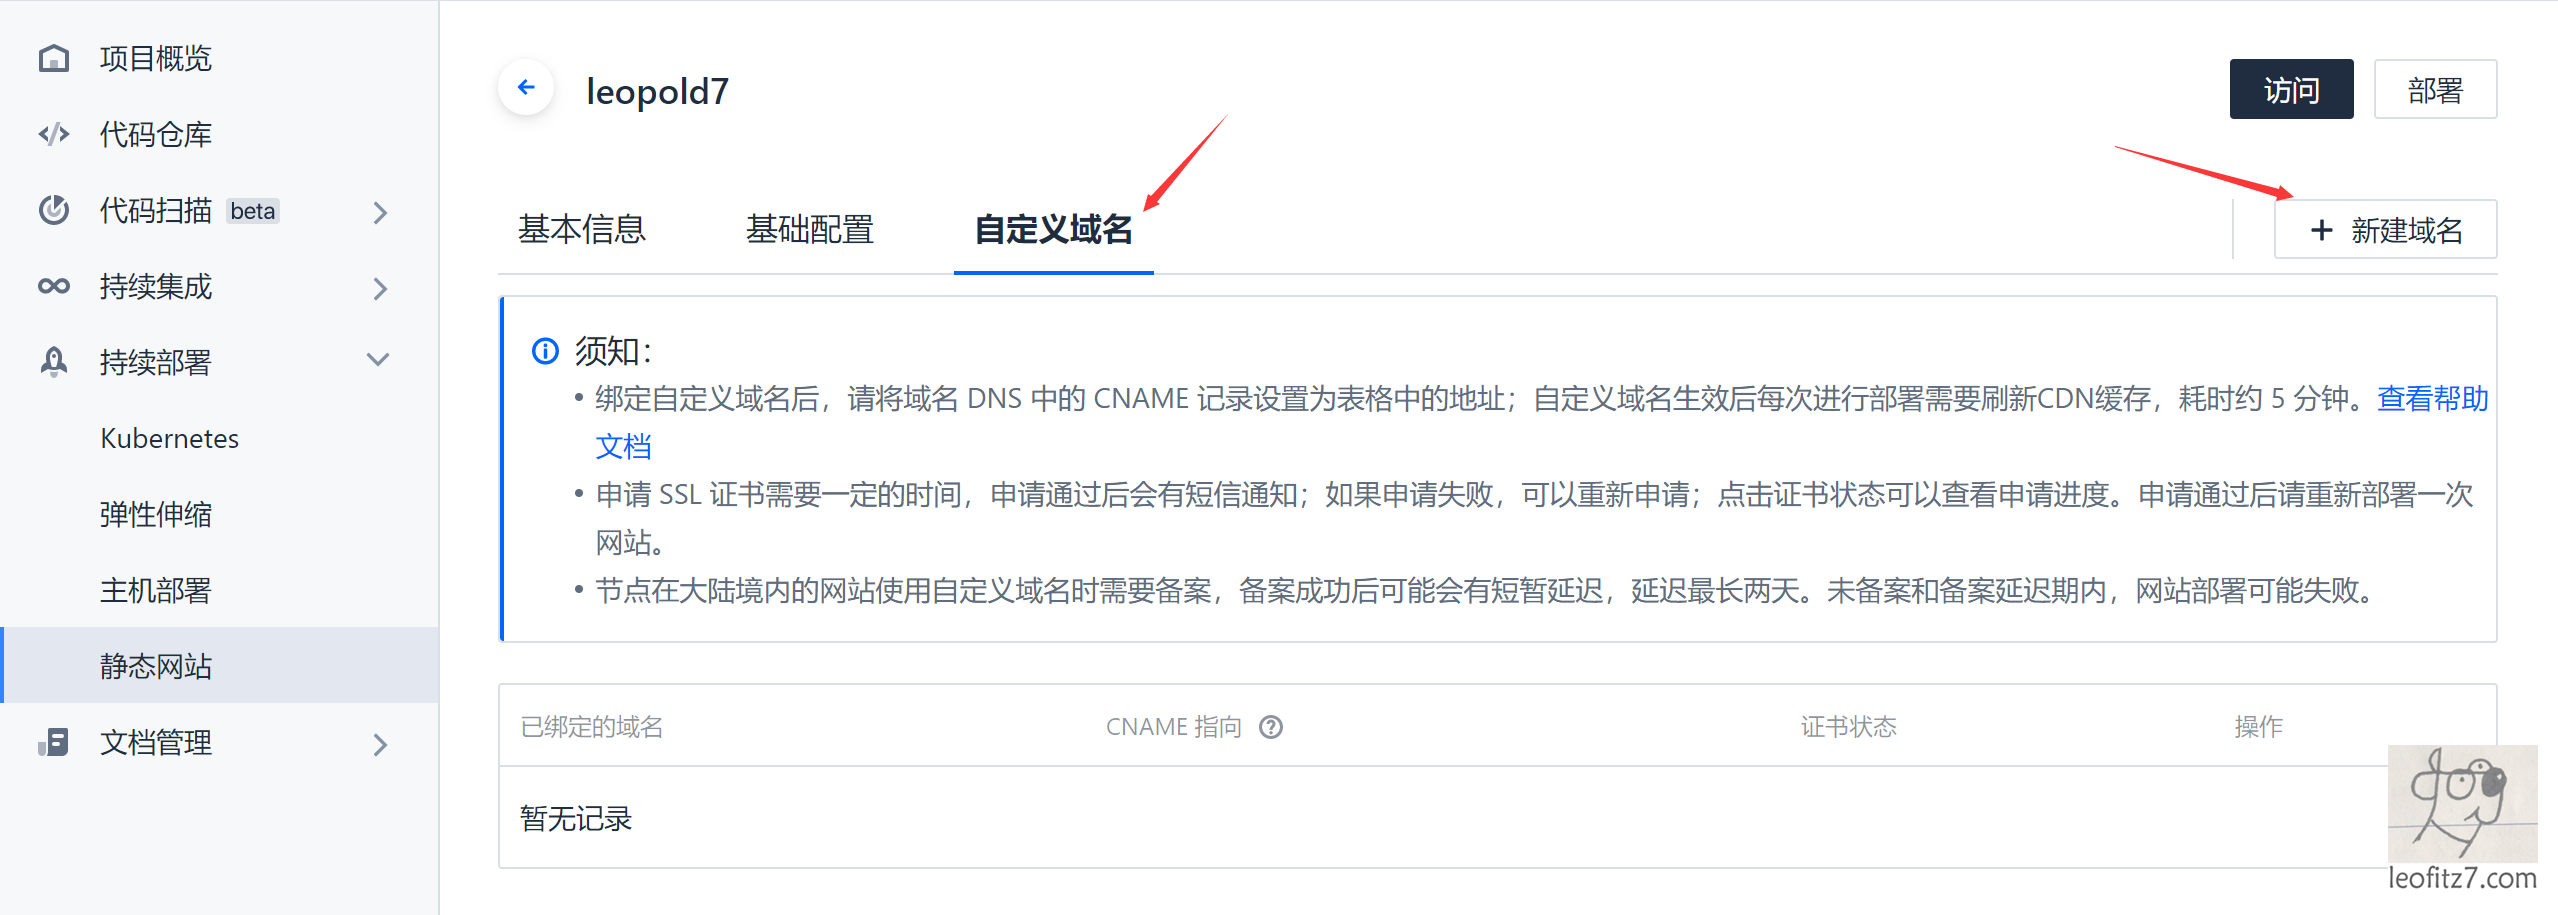 项目概览
代码仓库
代码扫描 beta
持续集成
持续部署
Kubernetes
弹性伸缩
主机部署
静态网站
文档管理
leopold7
访问
部署
基本信息
基础配置
自定义域名
+ 新建域名
须知：
• 绑定自定义域名后，请将域名 DNS 中的 CNAME 记录设置为表格中的地址；自定义域名生效后每次进行部署需要刷新CDN缓存，耗时约 5 分钟。查看帮助
文档
• 申请 SSL 证书需要一定的时间，申请通过后会有短信通知；如果申请失败，可以重新申请；点击证书状态可以查看申请进度。申请通过后请重新部署一次
网站。
• 节点在大陆境内的网站使用自定义域名时需要备案，备案成功后可能会有短暂延迟，延迟最长两天。未备案和备案延迟期内，网站部署可能失败。
已绑定的域名
CNAME 指向
证书状态
操作
暂无记录
dog
leofitz7.com